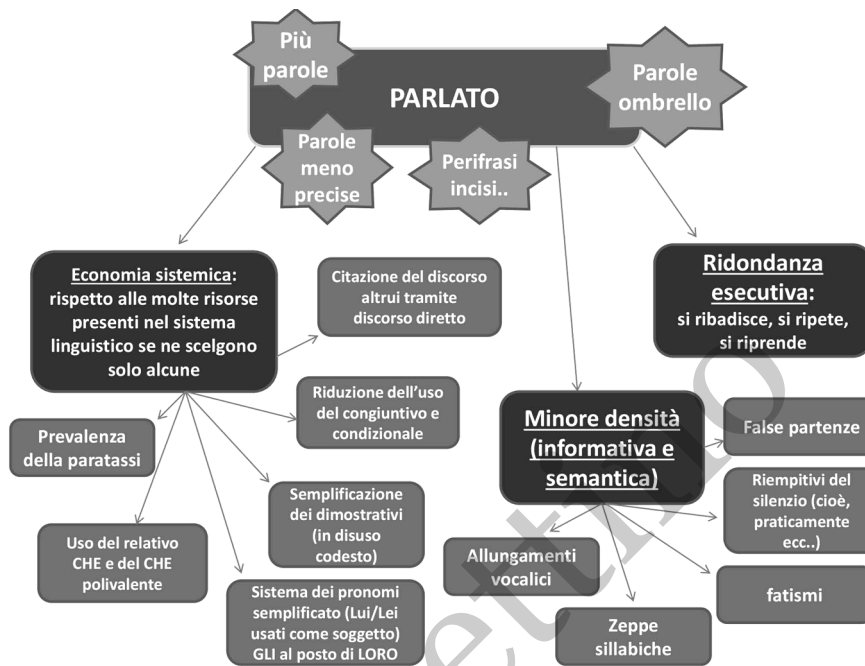 Più
parole
PARLATO
Parole
ombrello
Parole
meno
precise
Perifrasi
incisi..
Economia sistemica:
rispetto alle molte risorse
presenti nel sistema
linguistico se ne scelgono
solo alcune
Citazione del discorso
altrui tramite
discorso diretto
Riduzione dell'uso
del congiuntivo e
condizionale
Prevalenza
della paratassi
Semplificazione
dei dimostrativi
(in disuso
codesto)
Uso del relativo
CHE e del CHE
polivalente
Sistema dei pronomi
semplificato (Lui/Lei
usati come soggetto)
GLI al posto di LORO
Ridondanza
esecutiva:
si ribadisce, si ripete,
si riprende
Minore densità
(informativa e
semantica)
False partenze
Riempitivi del
silenzio (cioè,
praticamente
ecc..)
Allungamenti
vocalici
fatismi
Zeppe
sillabiche